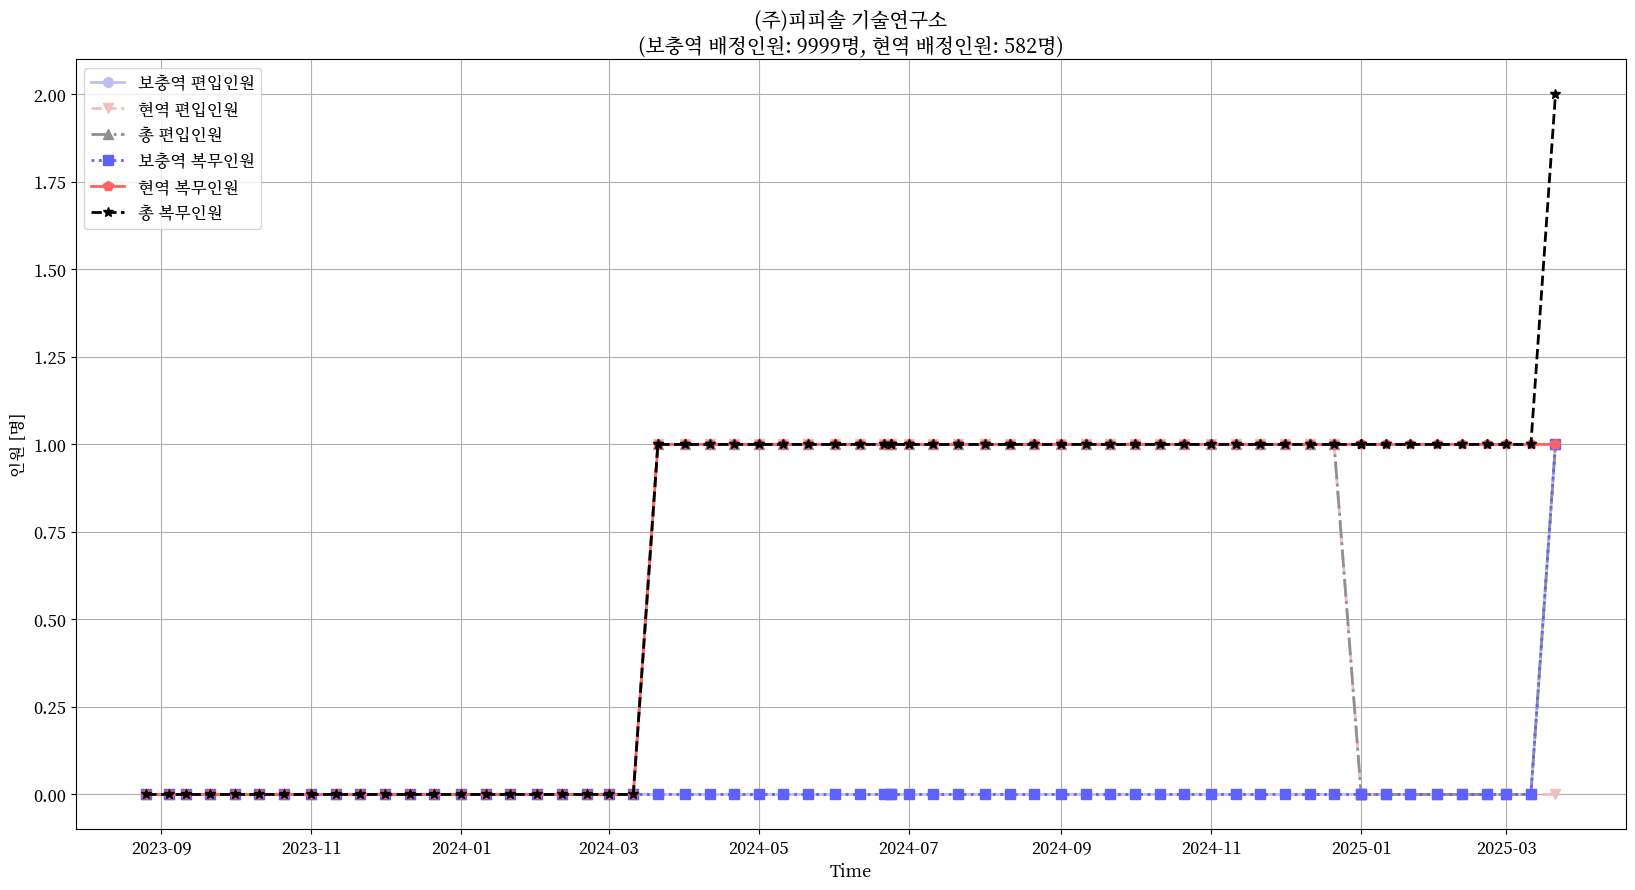 (주)피피솔 기술연구소
(보충역 배정인원: 9999명, 현역 배정인원: 582명)
보충역 편입인원
현역 편입인원
총 편입인원
보충역 복무인원
현역 복무인원
총 복무인원
2.00
1.75
1.50
1.25
1.00
0.75
0.50
0.25
0.00
인원 [명]
2023-09 2023-11 2024-01 2024-03 2024-05 2024-07 2024-09 2024-11 2025-01 2025-03
Time